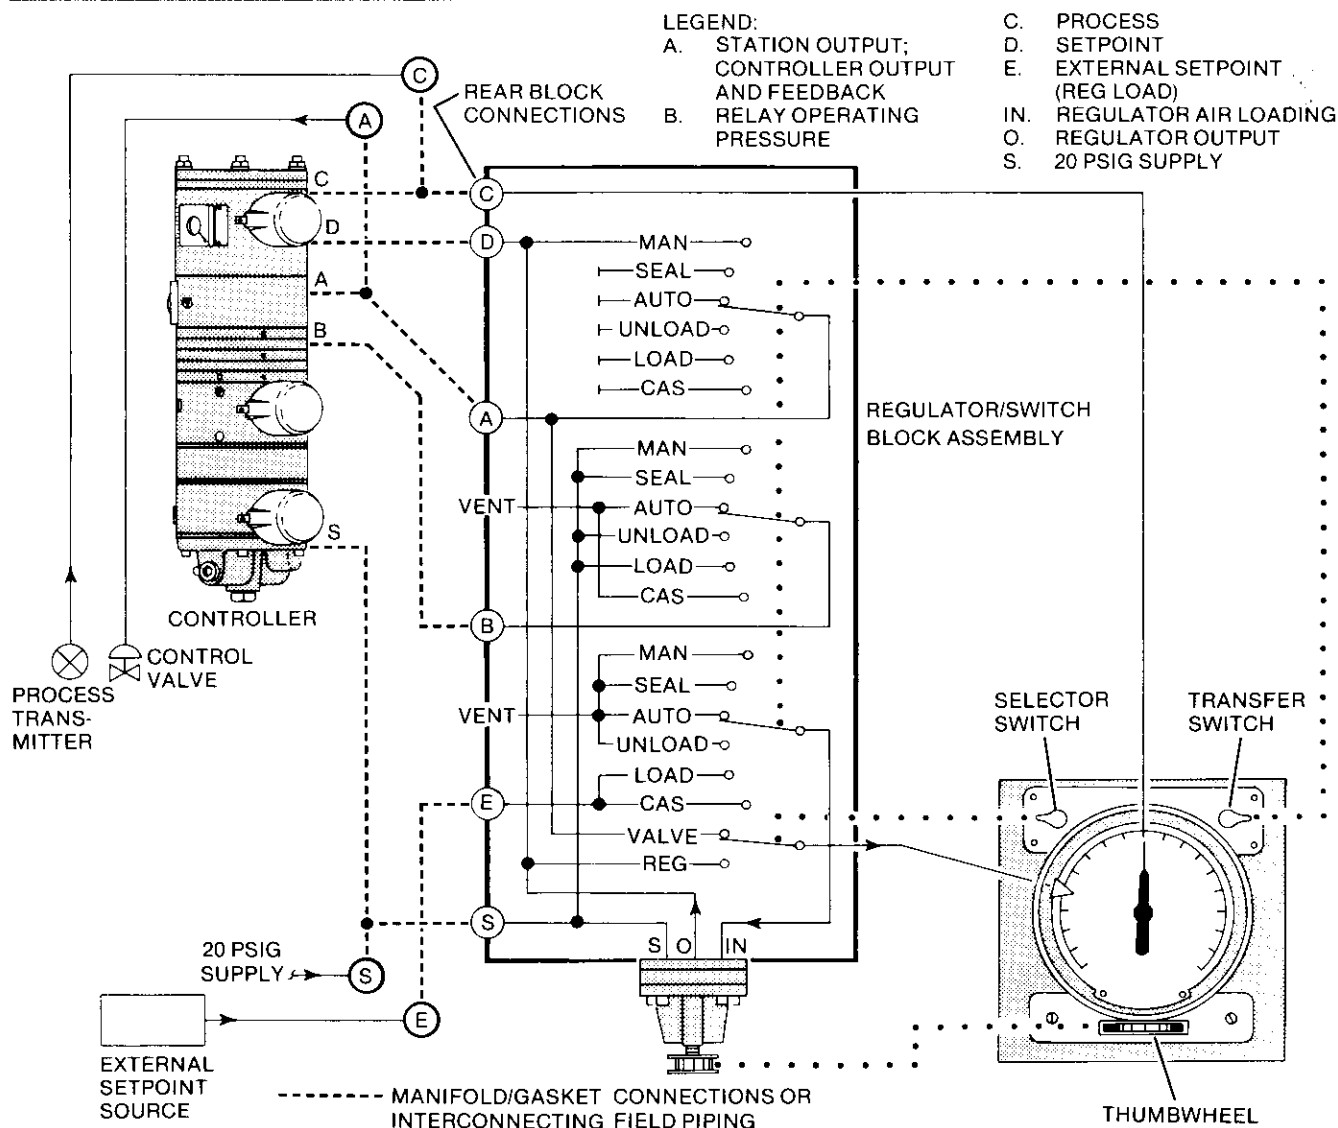 LEGEND:
A. STATION OUTPUT;
CONTROLLER OUTPUT
AND FEEDBACK
B. RELAY OPERATING
PRESSURE
C. PROCESS
D. SETPOINT
E. EXTERNAL SETPOINT
(REG LOAD)
IN. REGULATOR AIR LOADING
O. REGULATOR OUTPUT
S. 20 PSIG SUPPLY
C
A
REAR BLOCK
CONNECTIONS
C
D
A
B
S
CONTROLLER
PROCESS
TRANS-
MITTER
CONTROL
VALVE
C
D
A
B
E
S
MAN
SEAL
AUTO
UNLOAD
LOAD
CAS
REGULATOR/SWITCH
BLOCK ASSEMBLY
VENT
MAN
SEAL
AUTO
UNLOAD
LOAD
CAS
VENT
MAN
SEAL
AUTO
UNLOAD
LOAD
CAS
VALVE
REG
S O IN
20 PSIG
SUPPLY
S
E
EXTERNAL
SETPOINT
SOURCE
SELECTOR
SWITCH
TRANSFER
SWITCH
THUMBWHEEL
MANIFOLD/GASKET CONNECTIONS OR
INTERCONNECTING FIELD PIPING